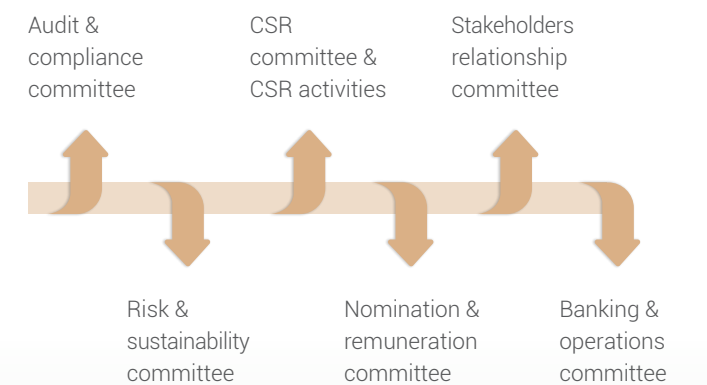 Audit &
compliance
committee
CSR
committee &
CSR activities
Stakeholders
relationship
committee
Risk &
sustainability
committee
Nomination &
remuneration
committee
Banking &
operations
committee